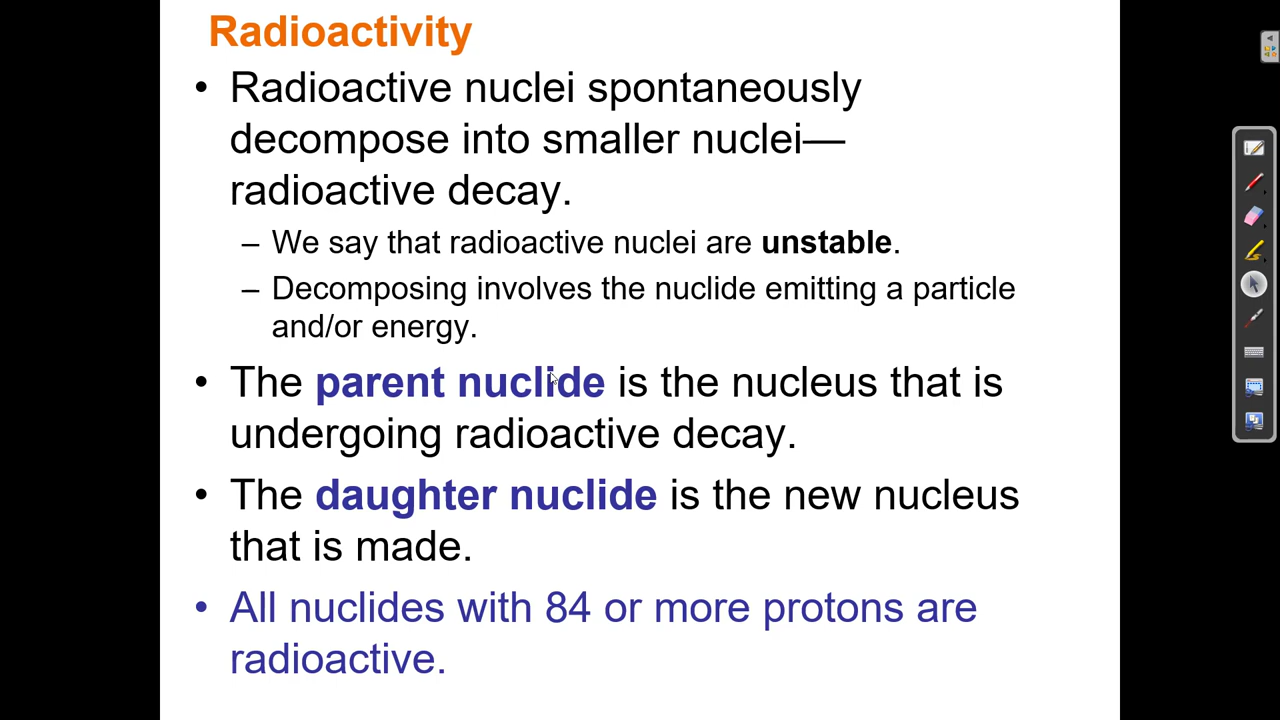 Radioactivity
• Radioactive nuclei spontaneously
decompose into smaller nuclei—
radioactive decay.
– We say that radioactive nuclei are unstable.
– Decomposing involves the nuclide emitting a particle
and/or energy.
• The parent nuclide is the nucleus that is
undergoing radioactive decay.
• The daughter nuclide is the new nucleus
that is made.
• All nuclides with 84 or more protons are
radioactive.